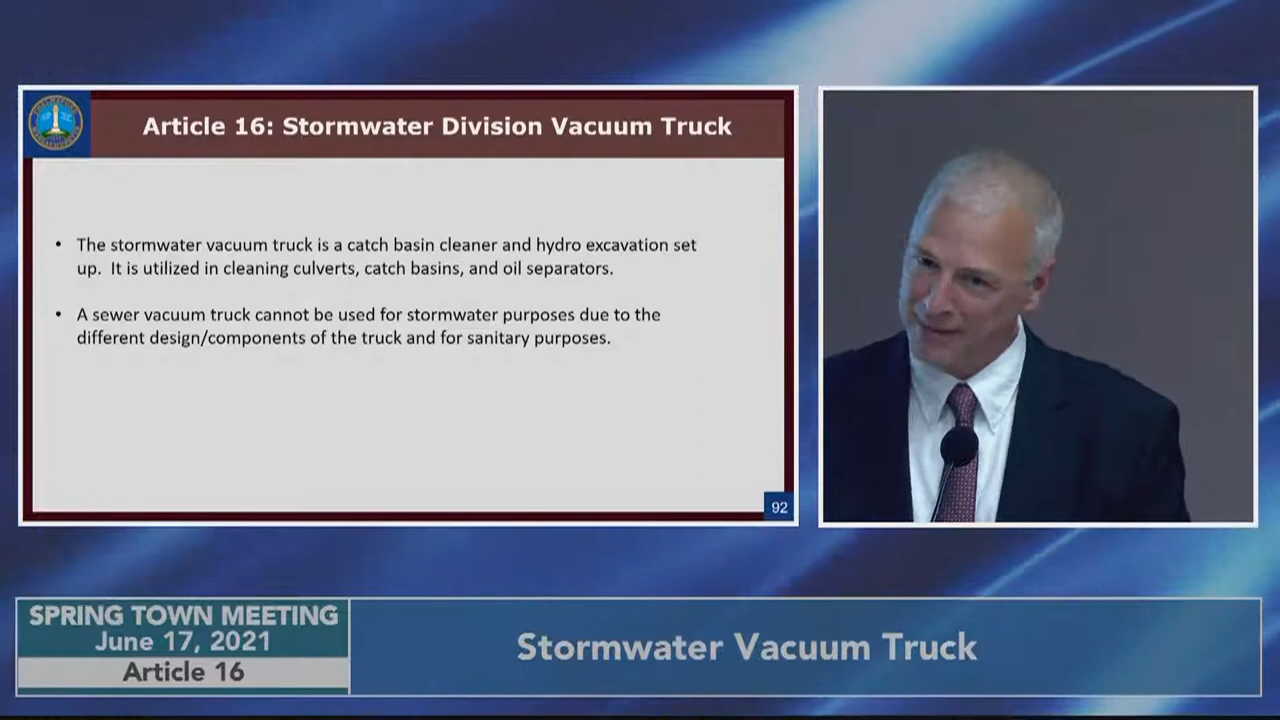 Article 16: Stormwater Division Vacuum Truck
• The stormwater vacuum truck is a catch basin cleaner and hydro excavation set
up. It is utilized in cleaning culverts, catch basins, and oil separators.
• A sewer vacuum truck cannot be used for stormwater purposes due to the
different design/components of the truck and for sanitary purposes.
92
SPRING TOWN MEETING
June 17, 2021
Article 16
Stormwater Vacuum Truck